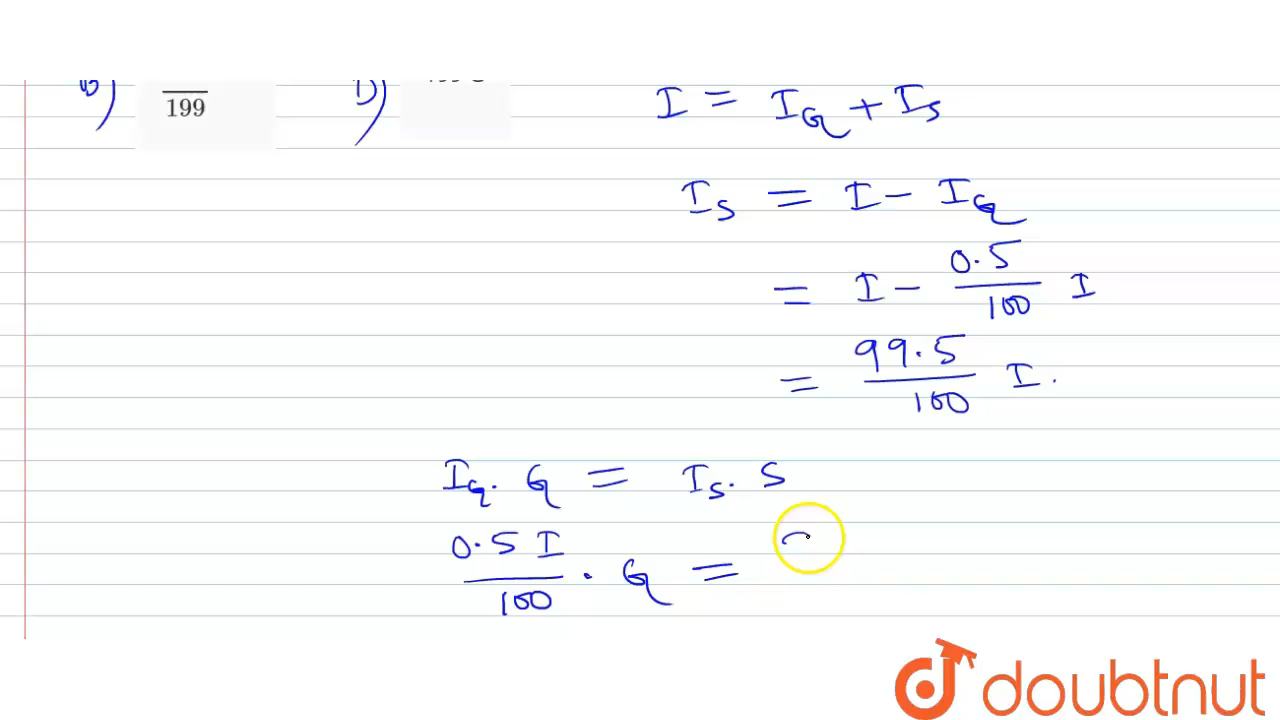 B) 199 D)
I = I_G + I_S
I_S = I - I_G
= I - 0.5/100 I
= 99.5/100 I.
I_G . G = I_S . S
0.5 I/100 . G =
doubtnut